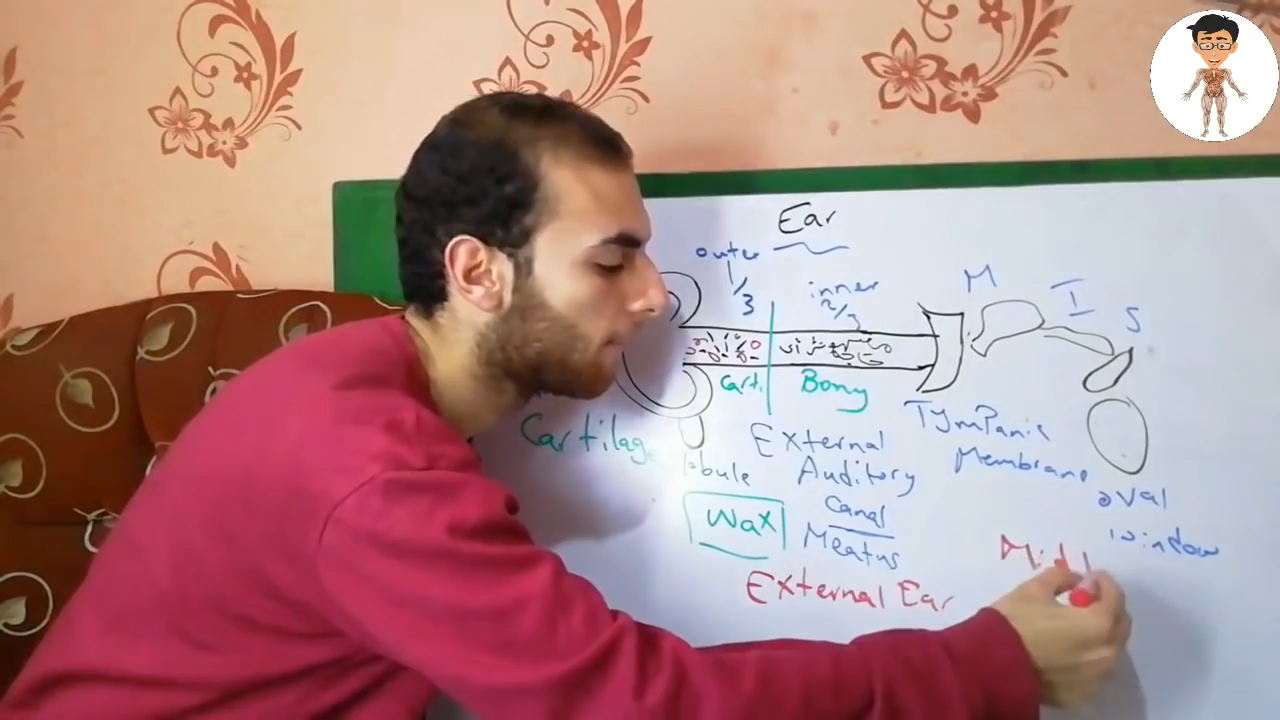 Ear
outer
1/3
inner
2/3
M
I
S
Carti
Bony
Cartilage
lobule
External
Auditory
Canal
Meatus
TymPanic
Membrane
oval
window
Wax
External Ear
Middl